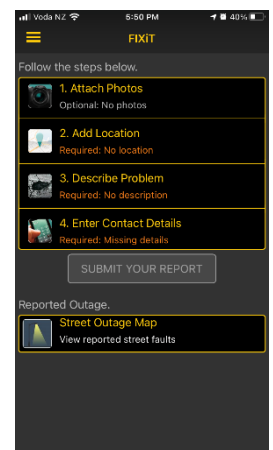 Voda NZ 5:50 PM 40%
FIXiT
Follow the steps below.
1. Attach Photos
Optional: No photos
2. Add Location
Required: No location
3. Describe Problem
Required: No description
4. Enter Contact Details
Required: Missing details
SUBMIT YOUR REPORT
Reported Outage.
Street Outage Map
View reported street faults